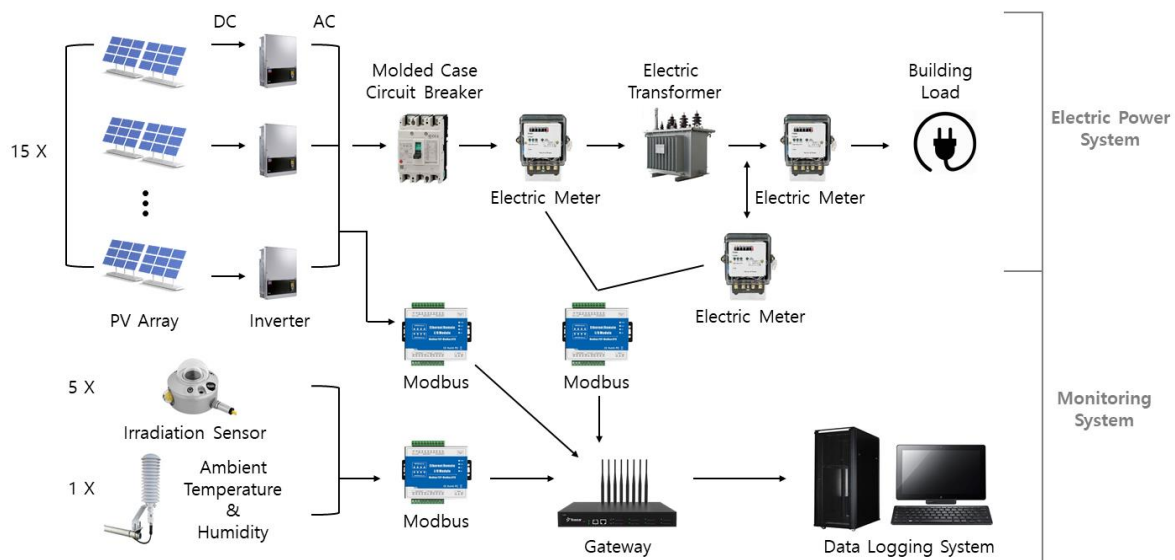 DC
AC
15 X
Molded Case
Circuit Breaker
Electric
Transformer
Building
Load
Electric Power
System
Electric Meter
Electric Meter
Electric Meter
PV Array
Inverter
Modbus
Modbus
5 X
Irradiation Sensor
Monitoring
System
1 X
Ambient
Temperature
&
Humidity
Modbus
Gateway
Data Logging System